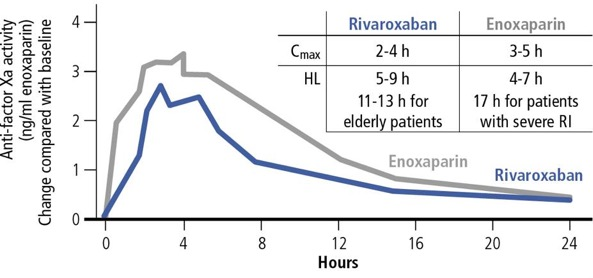 Anti-factor Xa activity
(ng/ml enoxaparin)
Change compared with baseline
4
3
2
1
0
Rivaroxaban Enoxaparin
Cmax 2-4 h 3-5 h
HL 5-9 h 4-7 h
11-13 h for 17 h for patients
elderly patients with severe RI
Enoxaparin
Rivaroxaban
0 4 8 12 16 20 24
Hours